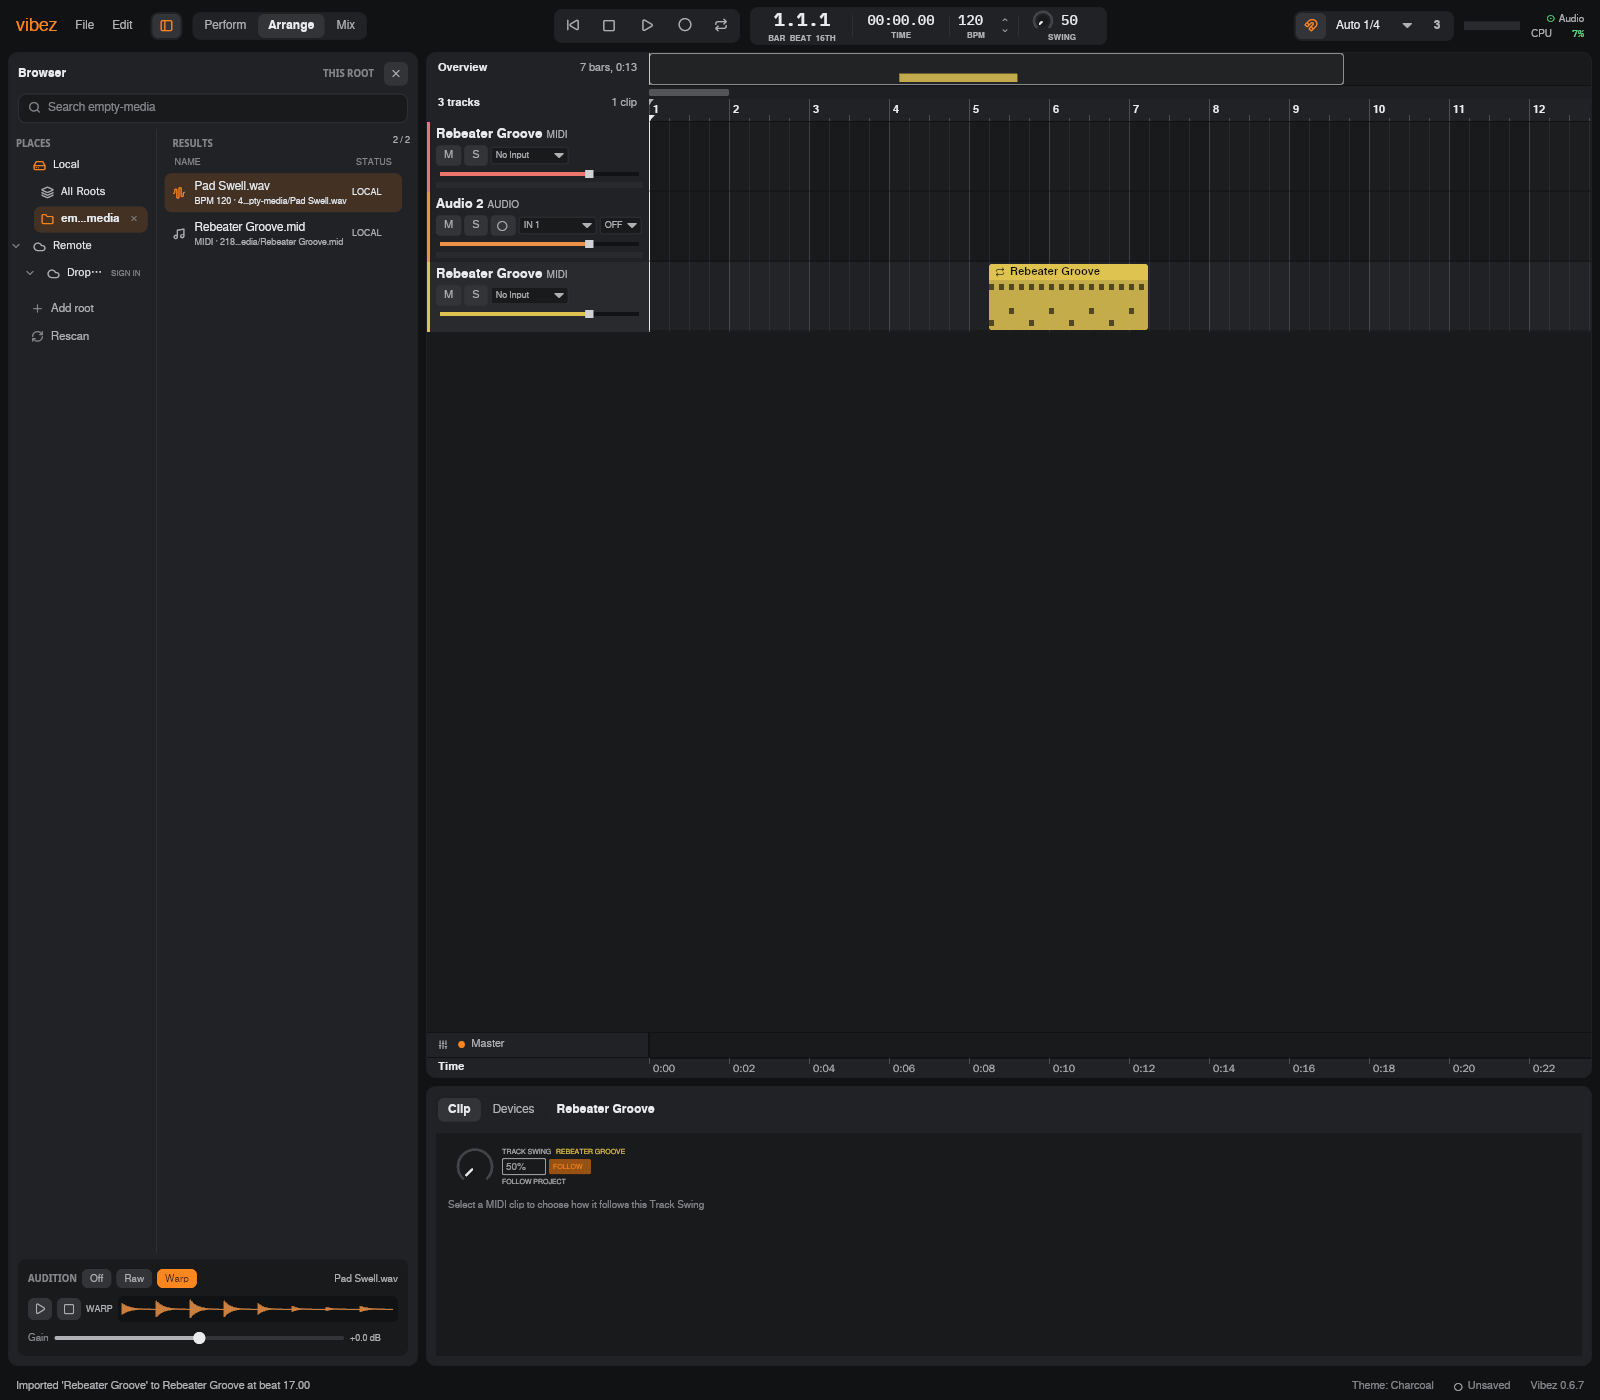 vibez File Edit Perform Arrange Mix
1.1.1 00:00.00 120 50
BAR BEAT 16TH TIME BPM SWING
Auto 1/4 3
Audio
CPU 7%
Browser THIS ROOT
Search empty-media
PLACES
Local
All Roots
em...media
Remote
Drop··· SIGN IN
Add root
Rescan
RESULTS 2 / 2
NAME STATUS
Pad Swell.wav LOCAL
BPM 120 · 4...pty-media/Pad Swell.wav
Rebeater Groove.mid LOCAL
MIDI · 218...edia/Rebeater Groove.mid
AUDITION Off Raw Warp Pad Swell.wav
WARP
Gain +0.0 dB
Overview 7 bars, 0:13
3 tracks 1 clip
1 2 3 4 5 6 7 8 9 10 11 12
Rebeater Groove MIDI
M S No Input
Audio 2 AUDIO
M S IN 1 OFF
Rebeater Groove MIDI
M S No Input
Rebeater Groove
Master
Time 0:00 0:02 0:04 0:06 0:08 0:10 0:12 0:14 0:16 0:18 0:20 0:22
Clip Devices Rebeater Groove
TRACK SWING REBEATER GROOVE
50% FOLLOW
FOLLOW PROJECT
Select a MIDI clip to choose how it follows this Track Swing
Imported 'Rebeater Groove' to Rebeater Groove at beat 17.00
Theme: Charcoal Unsaved Vibez 0.6.7